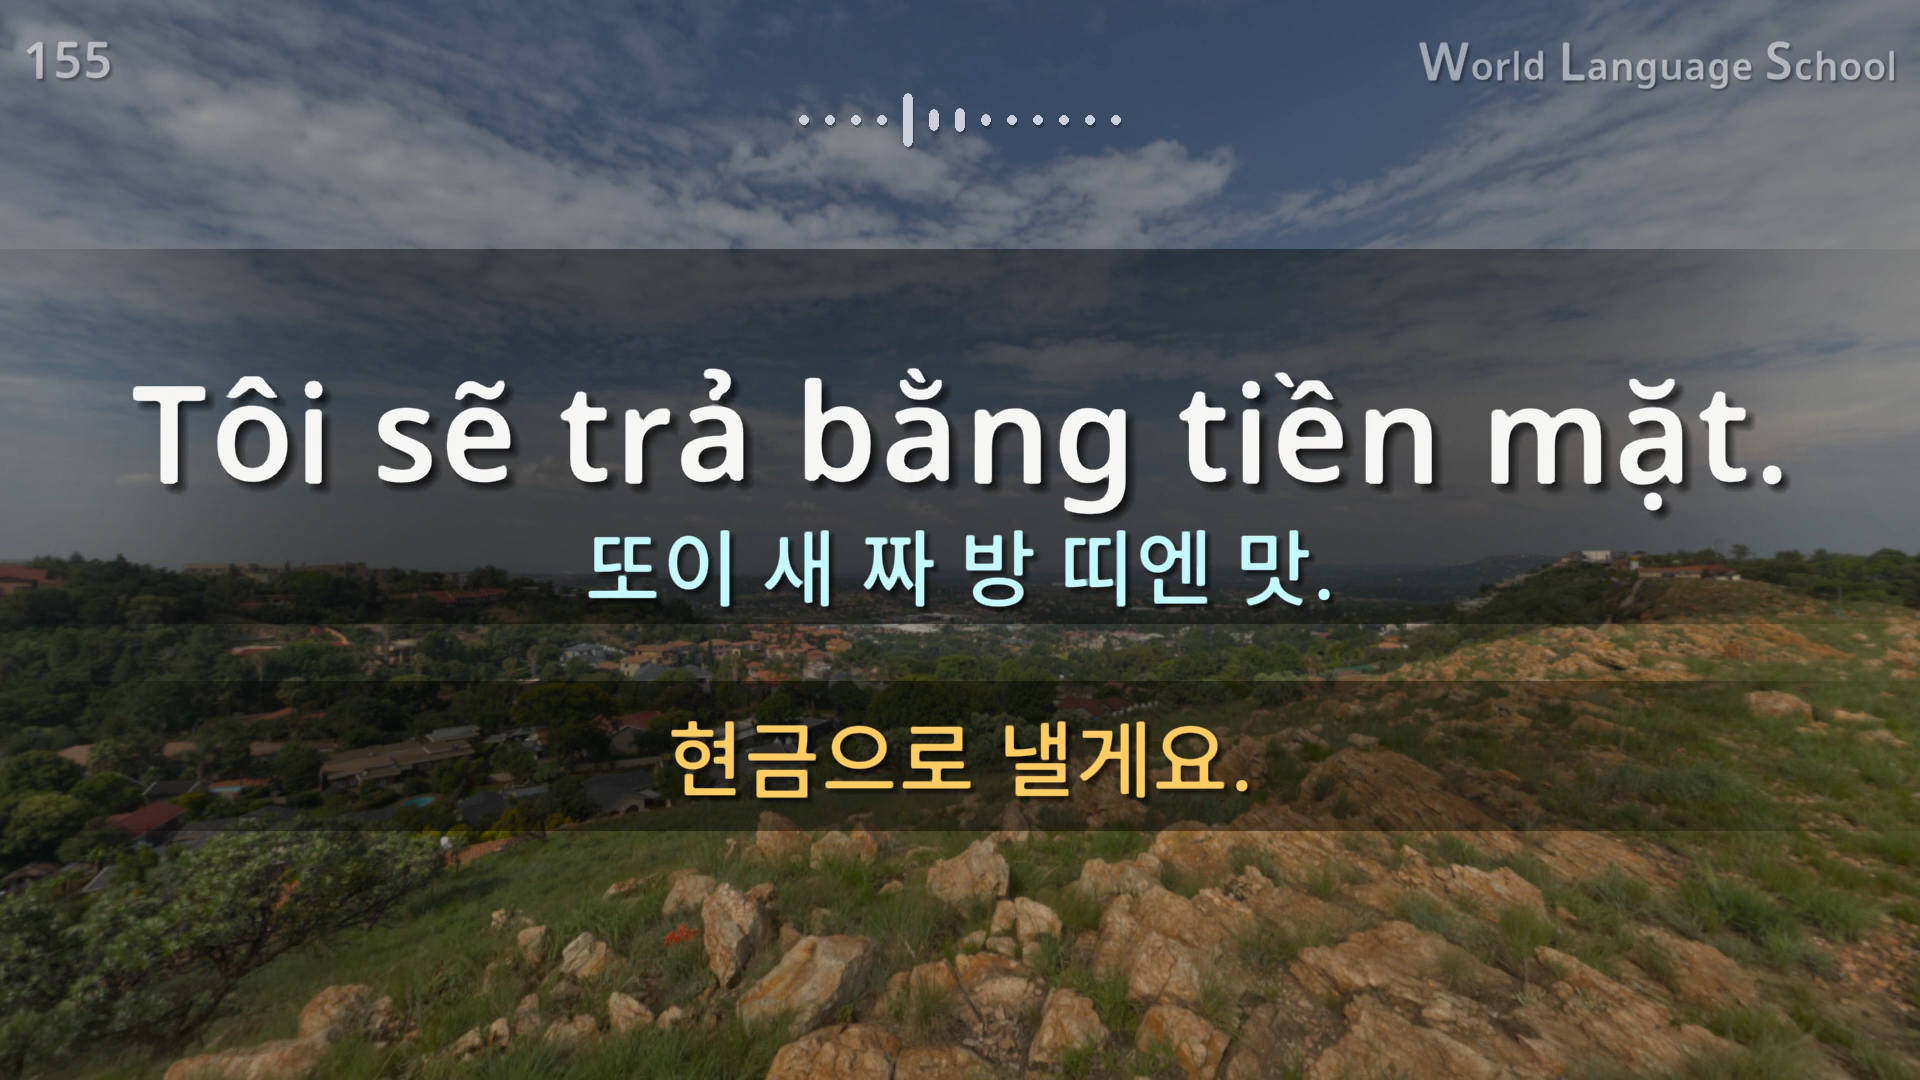 155
World Language School
Tôi sẽ trả bằng tiền mặt.
또이 새 짜 방 띠엔 맛.
현금으로 낼게요.